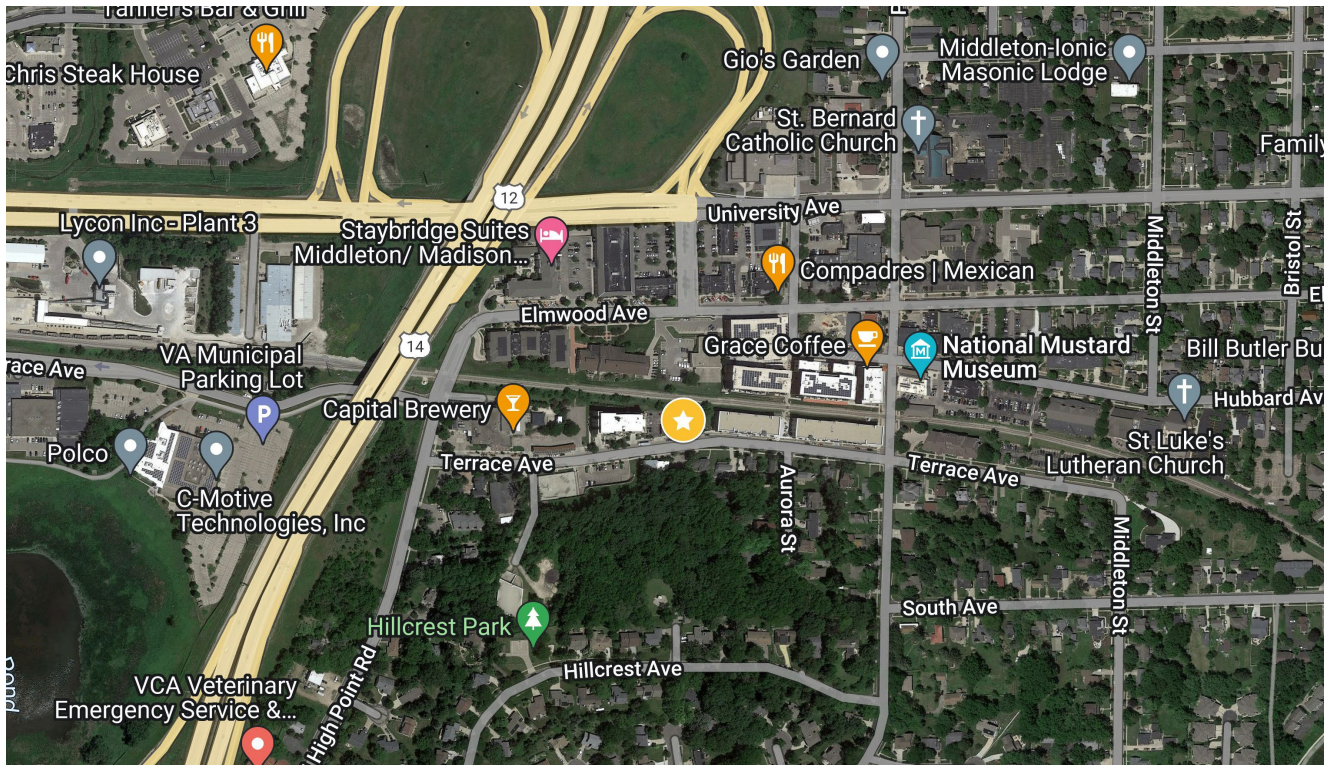 Tanner's Bar & Grill
Chris Steak House
Gio's Garden
Middleton-Ionic
Masonic Lodge
St. Bernard
Catholic Church
Family
12
University Ave
Lycon Inc - Plant 3
Staybridge Suites
Middleton/ Madison...
Compadres | Mexican
Middleton St
Bristol St
Elmwood Ave
El
14
Grace Coffee
National Mustard
Museum
Bill Butler Bu
race Ave
VA Municipal
Parking Lot
P
Capital Brewery
Hubbard Av
Polco
Terrace Ave
Terrace Ave
St Luke's
Lutheran Church
C-Motive
Technologies, Inc
Aurora St
Middleton St
South Ave
Hillcrest Park
Hillcrest Ave
Pond
High Point Rd
VCA Veterinary
Emergency Service &...